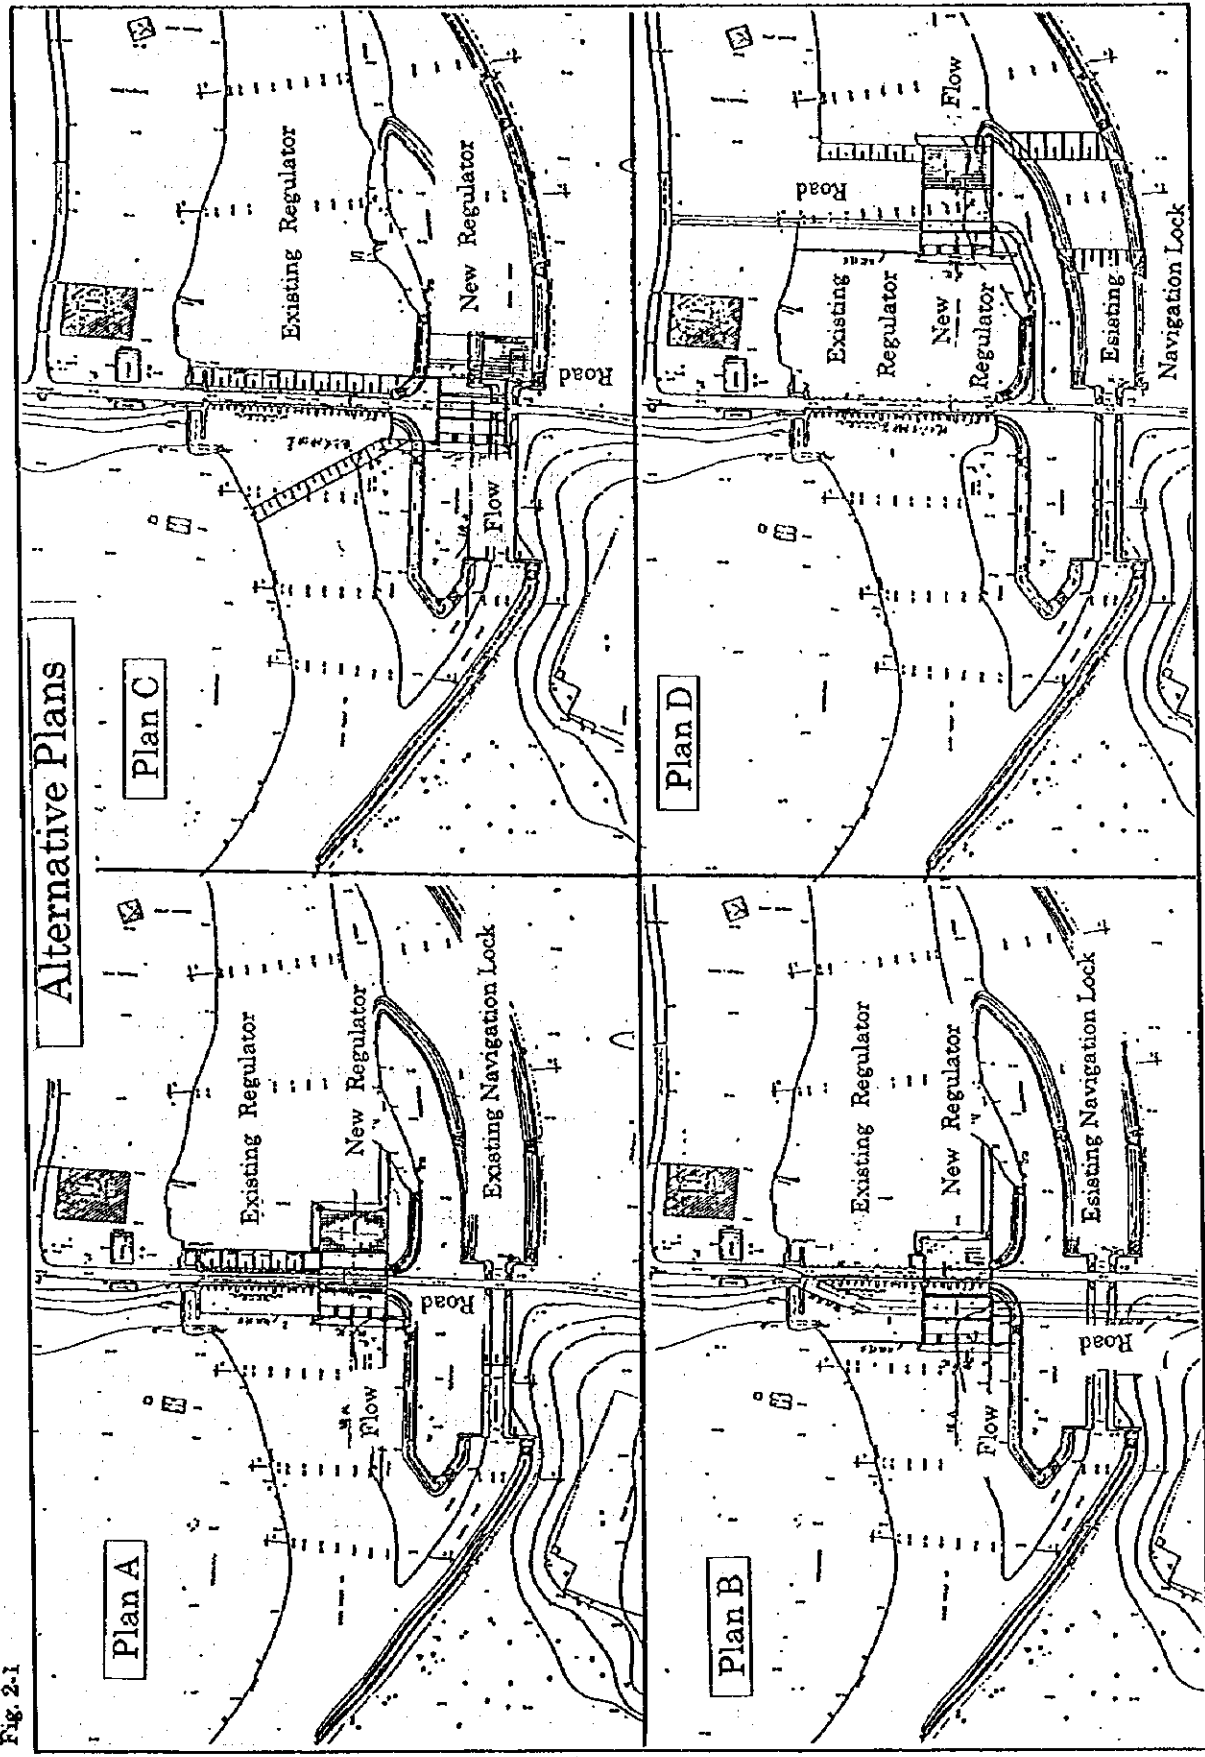 Fig. 2-1
Alternative Plans
Plan A
Existing Regulator
New Regulator
Existing Navigation Lock
Road
Flow
Plan C
Existing Regulator
New Regulator
Road
Flow
Plan B
Existing Regulator
New Regulator
Esisting Navigation Lock
Road
Flow
Plan D
Road
Flow
Existing
Regulator
New
Regulator
Esisting
Navigation Lock